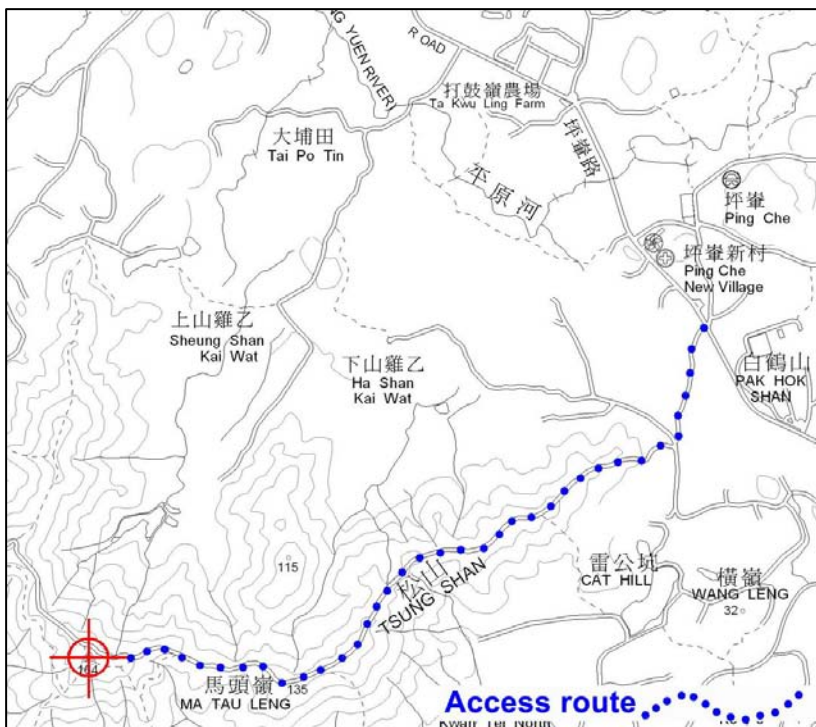 NG YUEN RIVER)
ROAD
打鼓嶺農場
Ta Kwu Ling Farm
大埔田
Tai Po Tin
坪輋路
平原河
坪輋
Ping Che
坪輋新村
Ping Che
New Village
上山雞乙
Sheung Shan
Kai Wat
下山雞乙
Ha Shan
Kai Wat
白鶴山
PAK HOK
SHAN
115
松山
TSUNG SHAN
雷公坑
CAT HILL
橫嶺
WANG LENG
32
馬頭嶺
MA TAU LENG
135
Access route